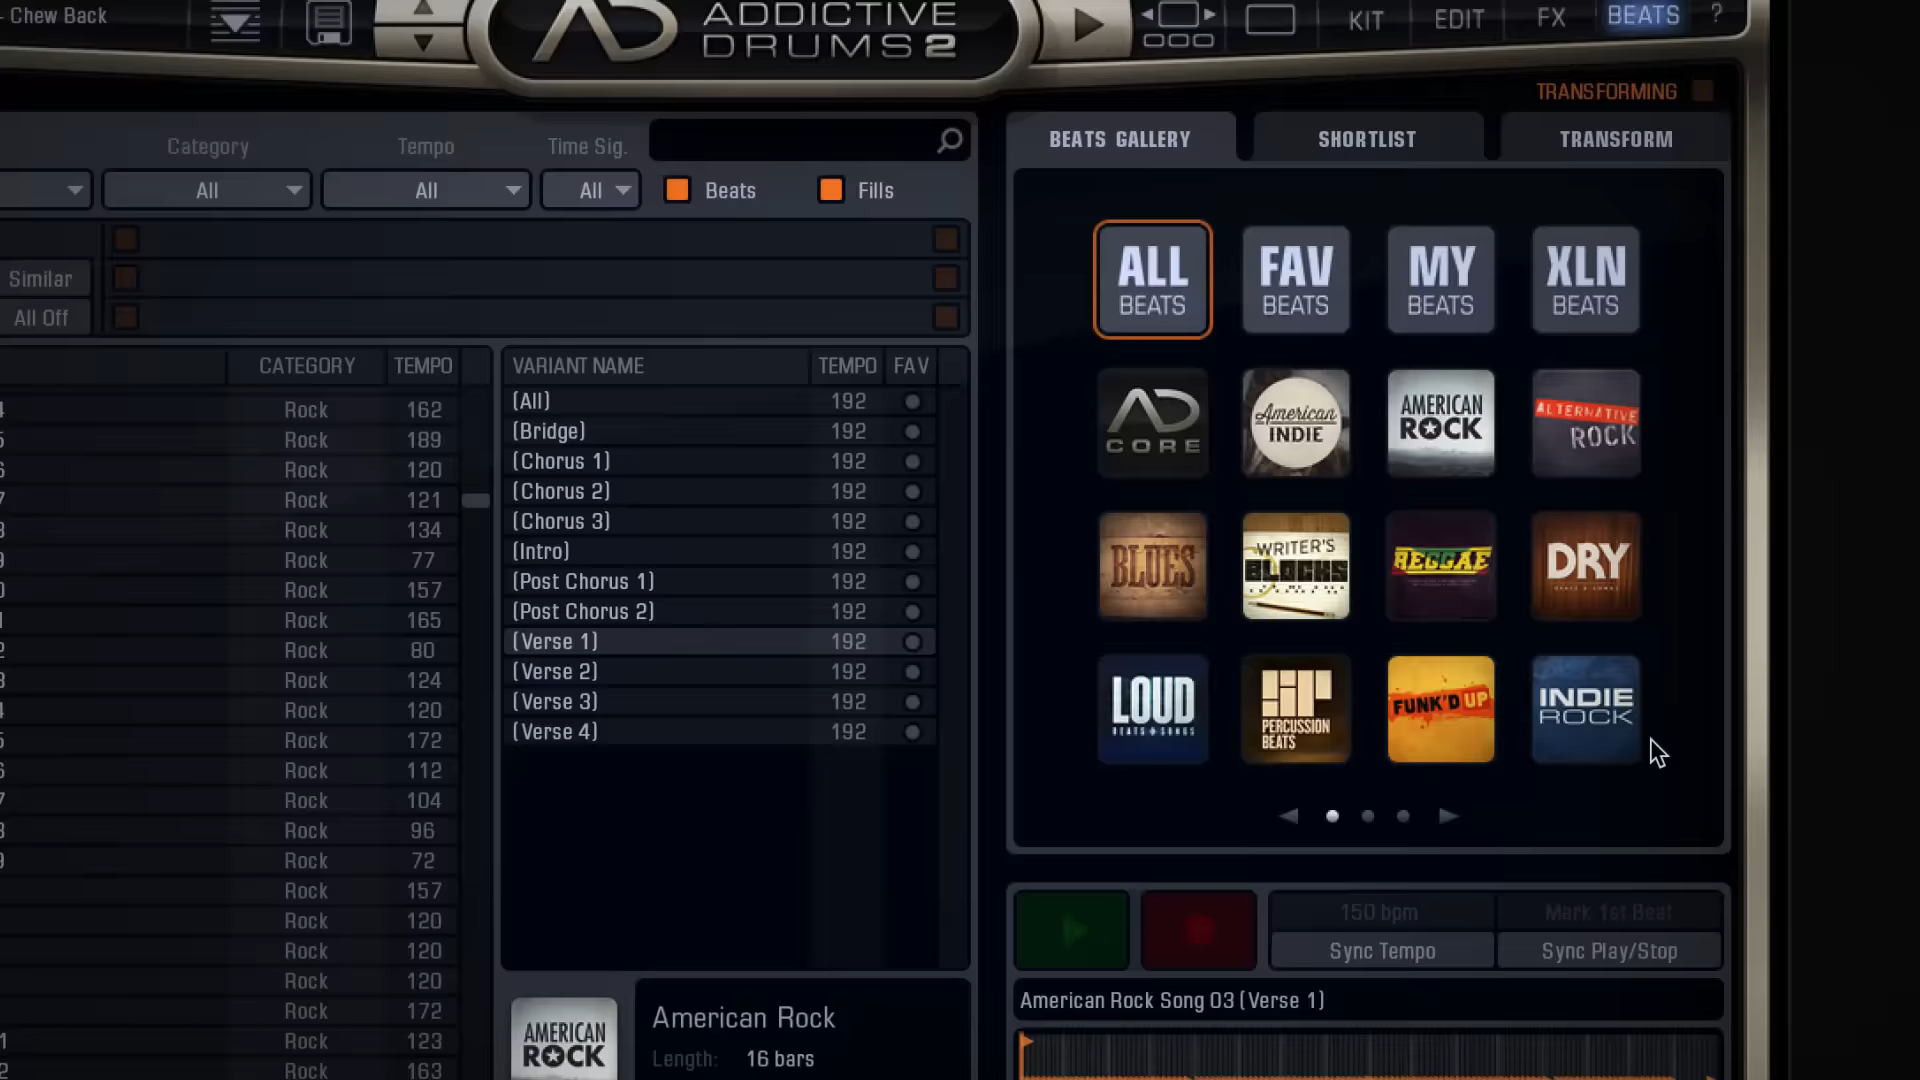 - Chew Back
ADDICTIVE
DRUMS 2
KIT
EDIT
FX
BEATS
?
TRANSFORMING
Category
Tempo
Time Sig.
All
All
All
Beats
Fills
Similar
All Off
CATEGORY
TEMPO
Rock 162
Rock 189
Rock 120
Rock 121
Rock 134
Rock 77
Rock 157
Rock 165
Rock 80
Rock 124
Rock 120
Rock 172
Rock 112
Rock 104
Rock 96
Rock 72
Rock 157
Rock 120
Rock 120
Rock 120
Rock 172
Rock 123
Rock 163
VARIANT NAME TEMPO FAV
(All) 192
(Bridge) 192
(Chorus 1) 192
(Chorus 2) 192
(Chorus 3) 192
(Intro) 192
(Post Chorus 1) 192
(Post Chorus 2) 192
(Verse 1) 192
(Verse 2) 192
(Verse 3) 192
(Verse 4) 192
American Rock
Length: 16 bars
AMERICAN
ROCK
BEATS GALLERY
SHORTLIST
TRANSFORM
ALL
BEATS
FAV
BEATS
MY
BEATS
XLN
BEATS
AD
CORE
American
INDIE
AMERICAN
ROCK
ALTERNATIVE
ROCK
BLUES
WRITER'S
BLOCKS
REGGAE
DRY
LOUD
BEATS & SONGS
PERCUSSION
BEATS
FUNK'D UP
INDIE
ROCK
150 bpm
Mark 1st Beat
Sync Tempo
Sync Play/Stop
American Rock Song 03 (Verse 1)